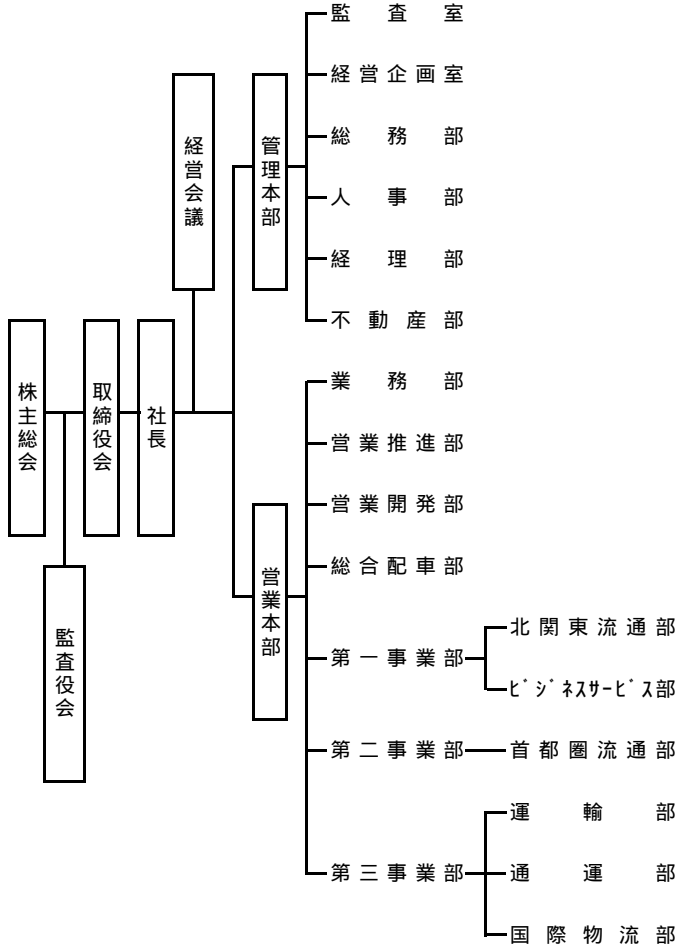 株主総会
監査役会
取締役会
社長
経営会議
管理本部
監査室
経営企画室
総務部
人事部
経理部
不動産部
営業本部
業務部
営業推進部
営業開発部
総合配車部
第一事業部
北関東流通部
ﾋﾞｼﾞﾈｽｻｰﾋﾞｽ部
第二事業部
首都圏流通部
第三事業部
運輸部
通運部
国際物流部